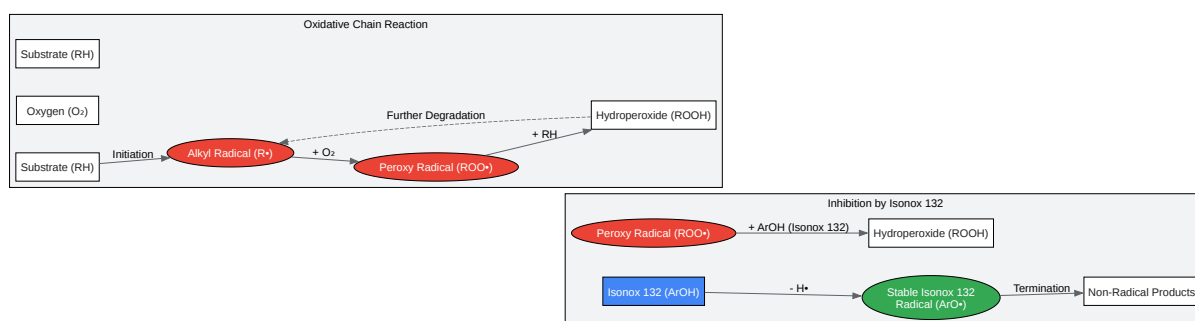 Oxidative Chain Reaction
Substrate (RH)
Oxygen (O₂)
Further Degradation
Hydroperoxide (ROOH)
+ RH
Substrate (RH)
Initiation
Alkyl Radical (R•)
+ O₂
Peroxy Radical (ROO•)
Inhibition by Isonox 132
Peroxy Radical (ROO•)
+ ArOH (Isonox 132)
Hydroperoxide (ROOH)
Isonox 132 (ArOH)
- H•
Stable Isonox 132
Radical (ArO•)
Termination
Non-Radical Products